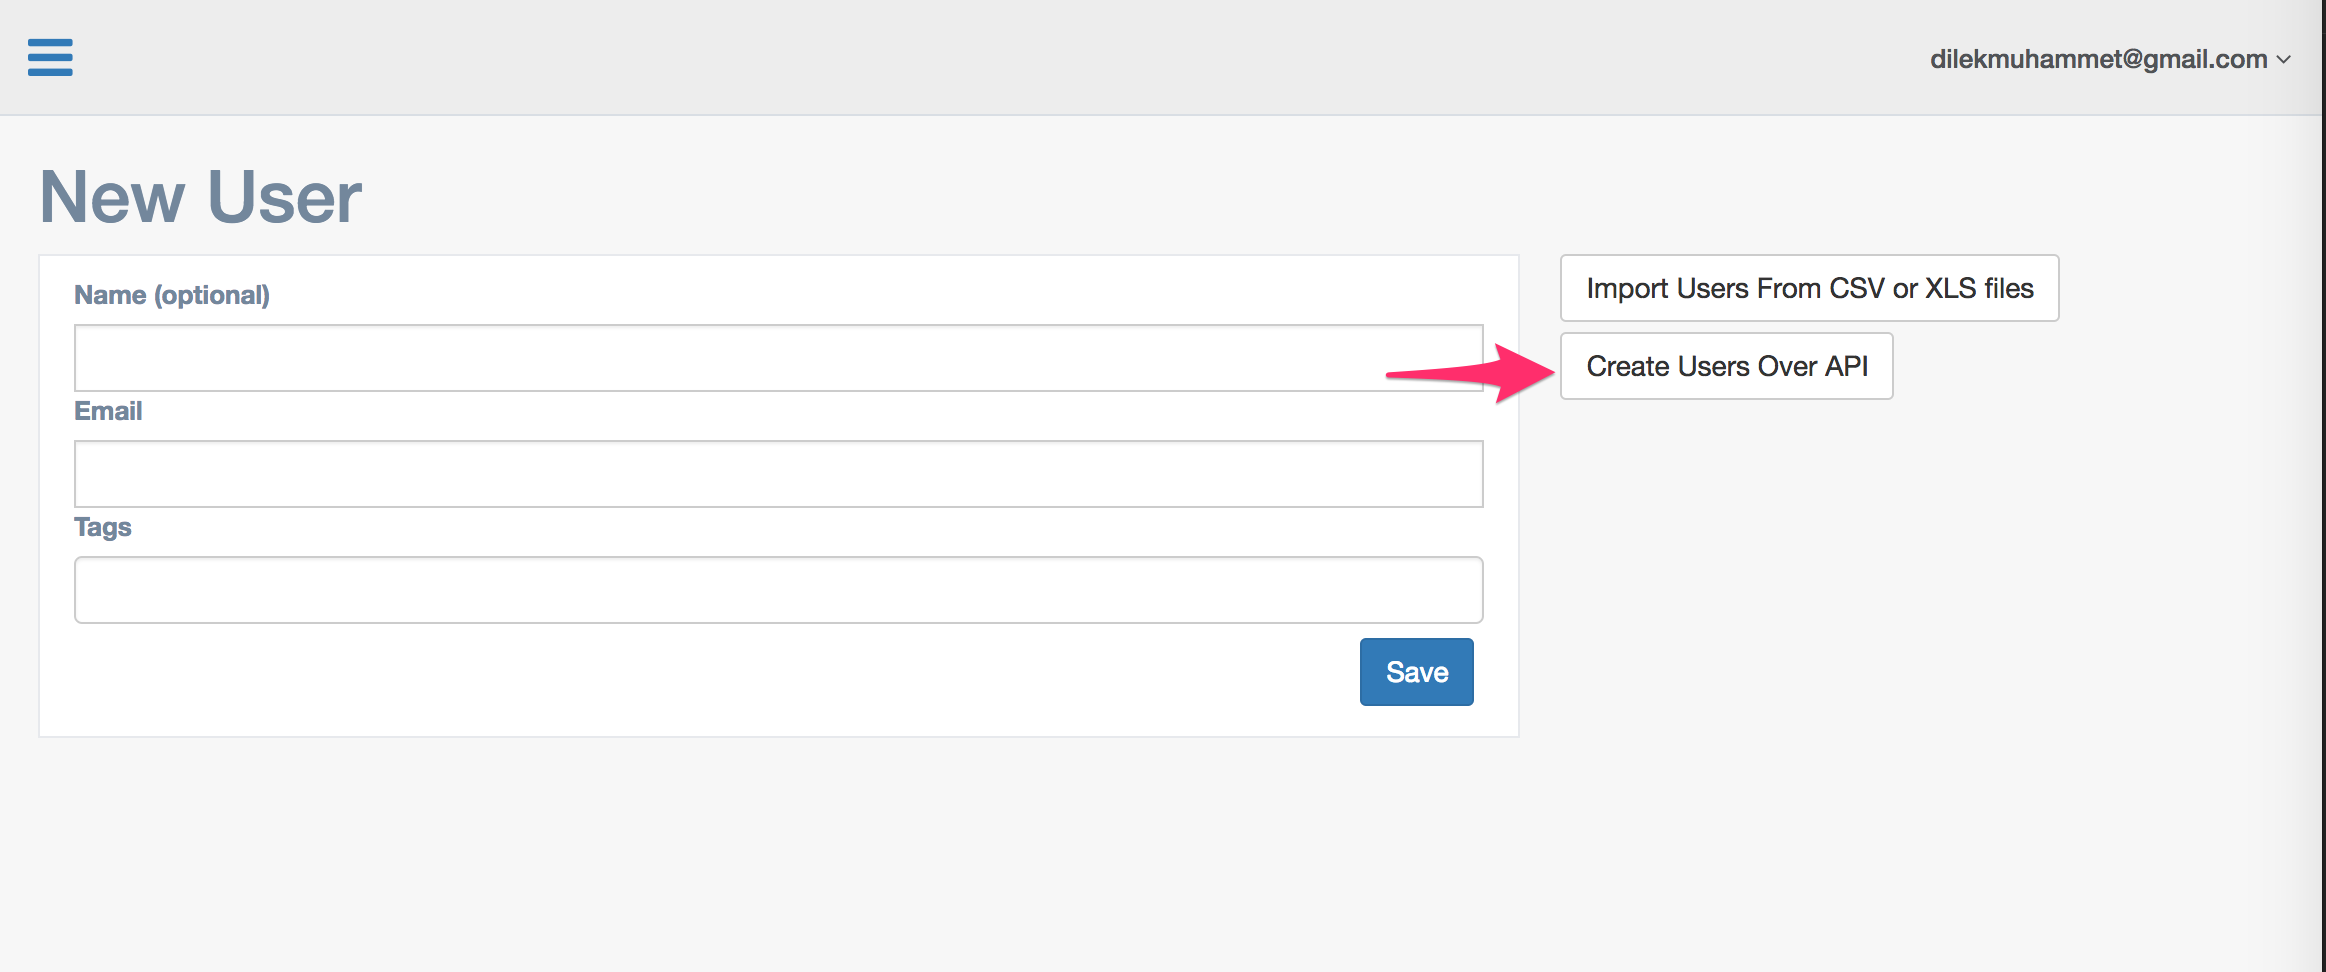 dilekmuhammet@gmail.com
New User
Name (optional)
Email
Tags
Save
Import Users From CSV or XLS files
Create Users Over API